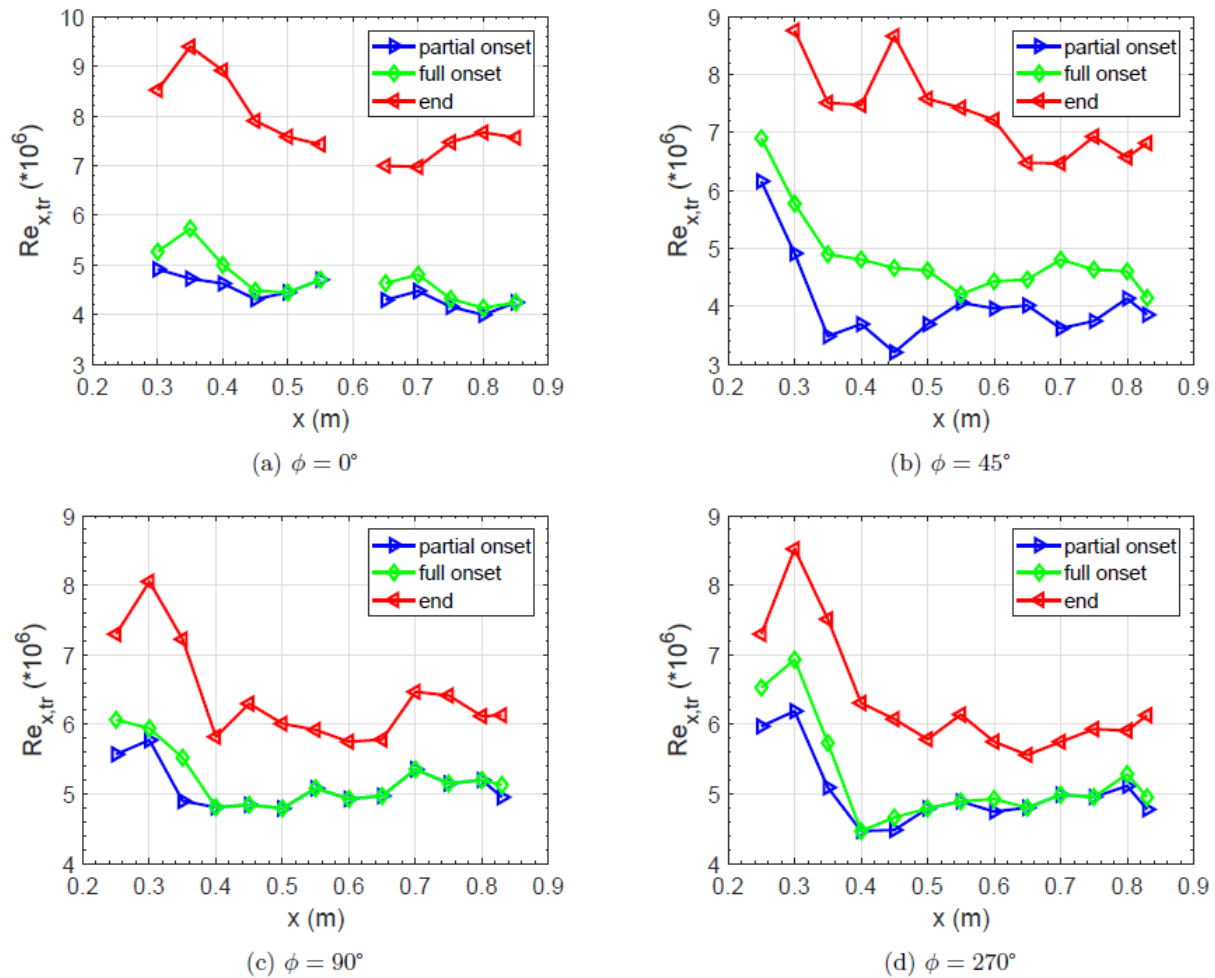 10
9
8
7
6
5
4
3
Re_{x,tr} (*10^6)
partial onset
full onset
end
0.2 0.3 0.4 0.5 0.6 0.7 0.8 0.9
x (m)
(a) ϕ = 0°
9
8
7
6
5
4
3
Re_{x,tr} (*10^6)
partial onset
full onset
end
0.2 0.3 0.4 0.5 0.6 0.7 0.8 0.9
x (m)
(b) ϕ = 45°
9
8
7
6
5
4
Re_{x,tr} (*10^6)
partial onset
full onset
end
0.2 0.3 0.4 0.5 0.6 0.7 0.8 0.9
x (m)
(c) ϕ = 90°
9
8
7
6
5
4
Re_{x,tr} (*10^6)
partial onset
full onset
end
0.2 0.3 0.4 0.5 0.6 0.7 0.8 0.9
x (m)
(d) ϕ = 270°